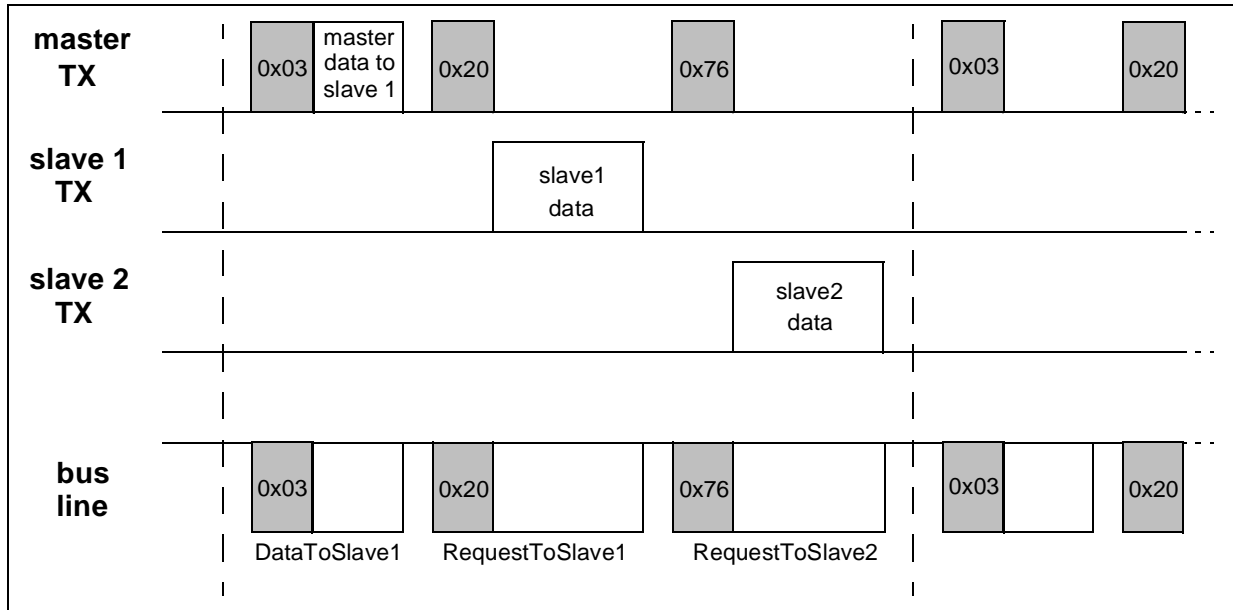 master
TX
0x03
master
data to
slave 1
0x20
0x76
0x03
0x20
slave 1
TX
slave1
data
slave 2
TX
slave2
data
bus
line
0x03
0x20
0x76
0x03
0x20
DataToSlave1
RequestToSlave1
RequestToSlave2